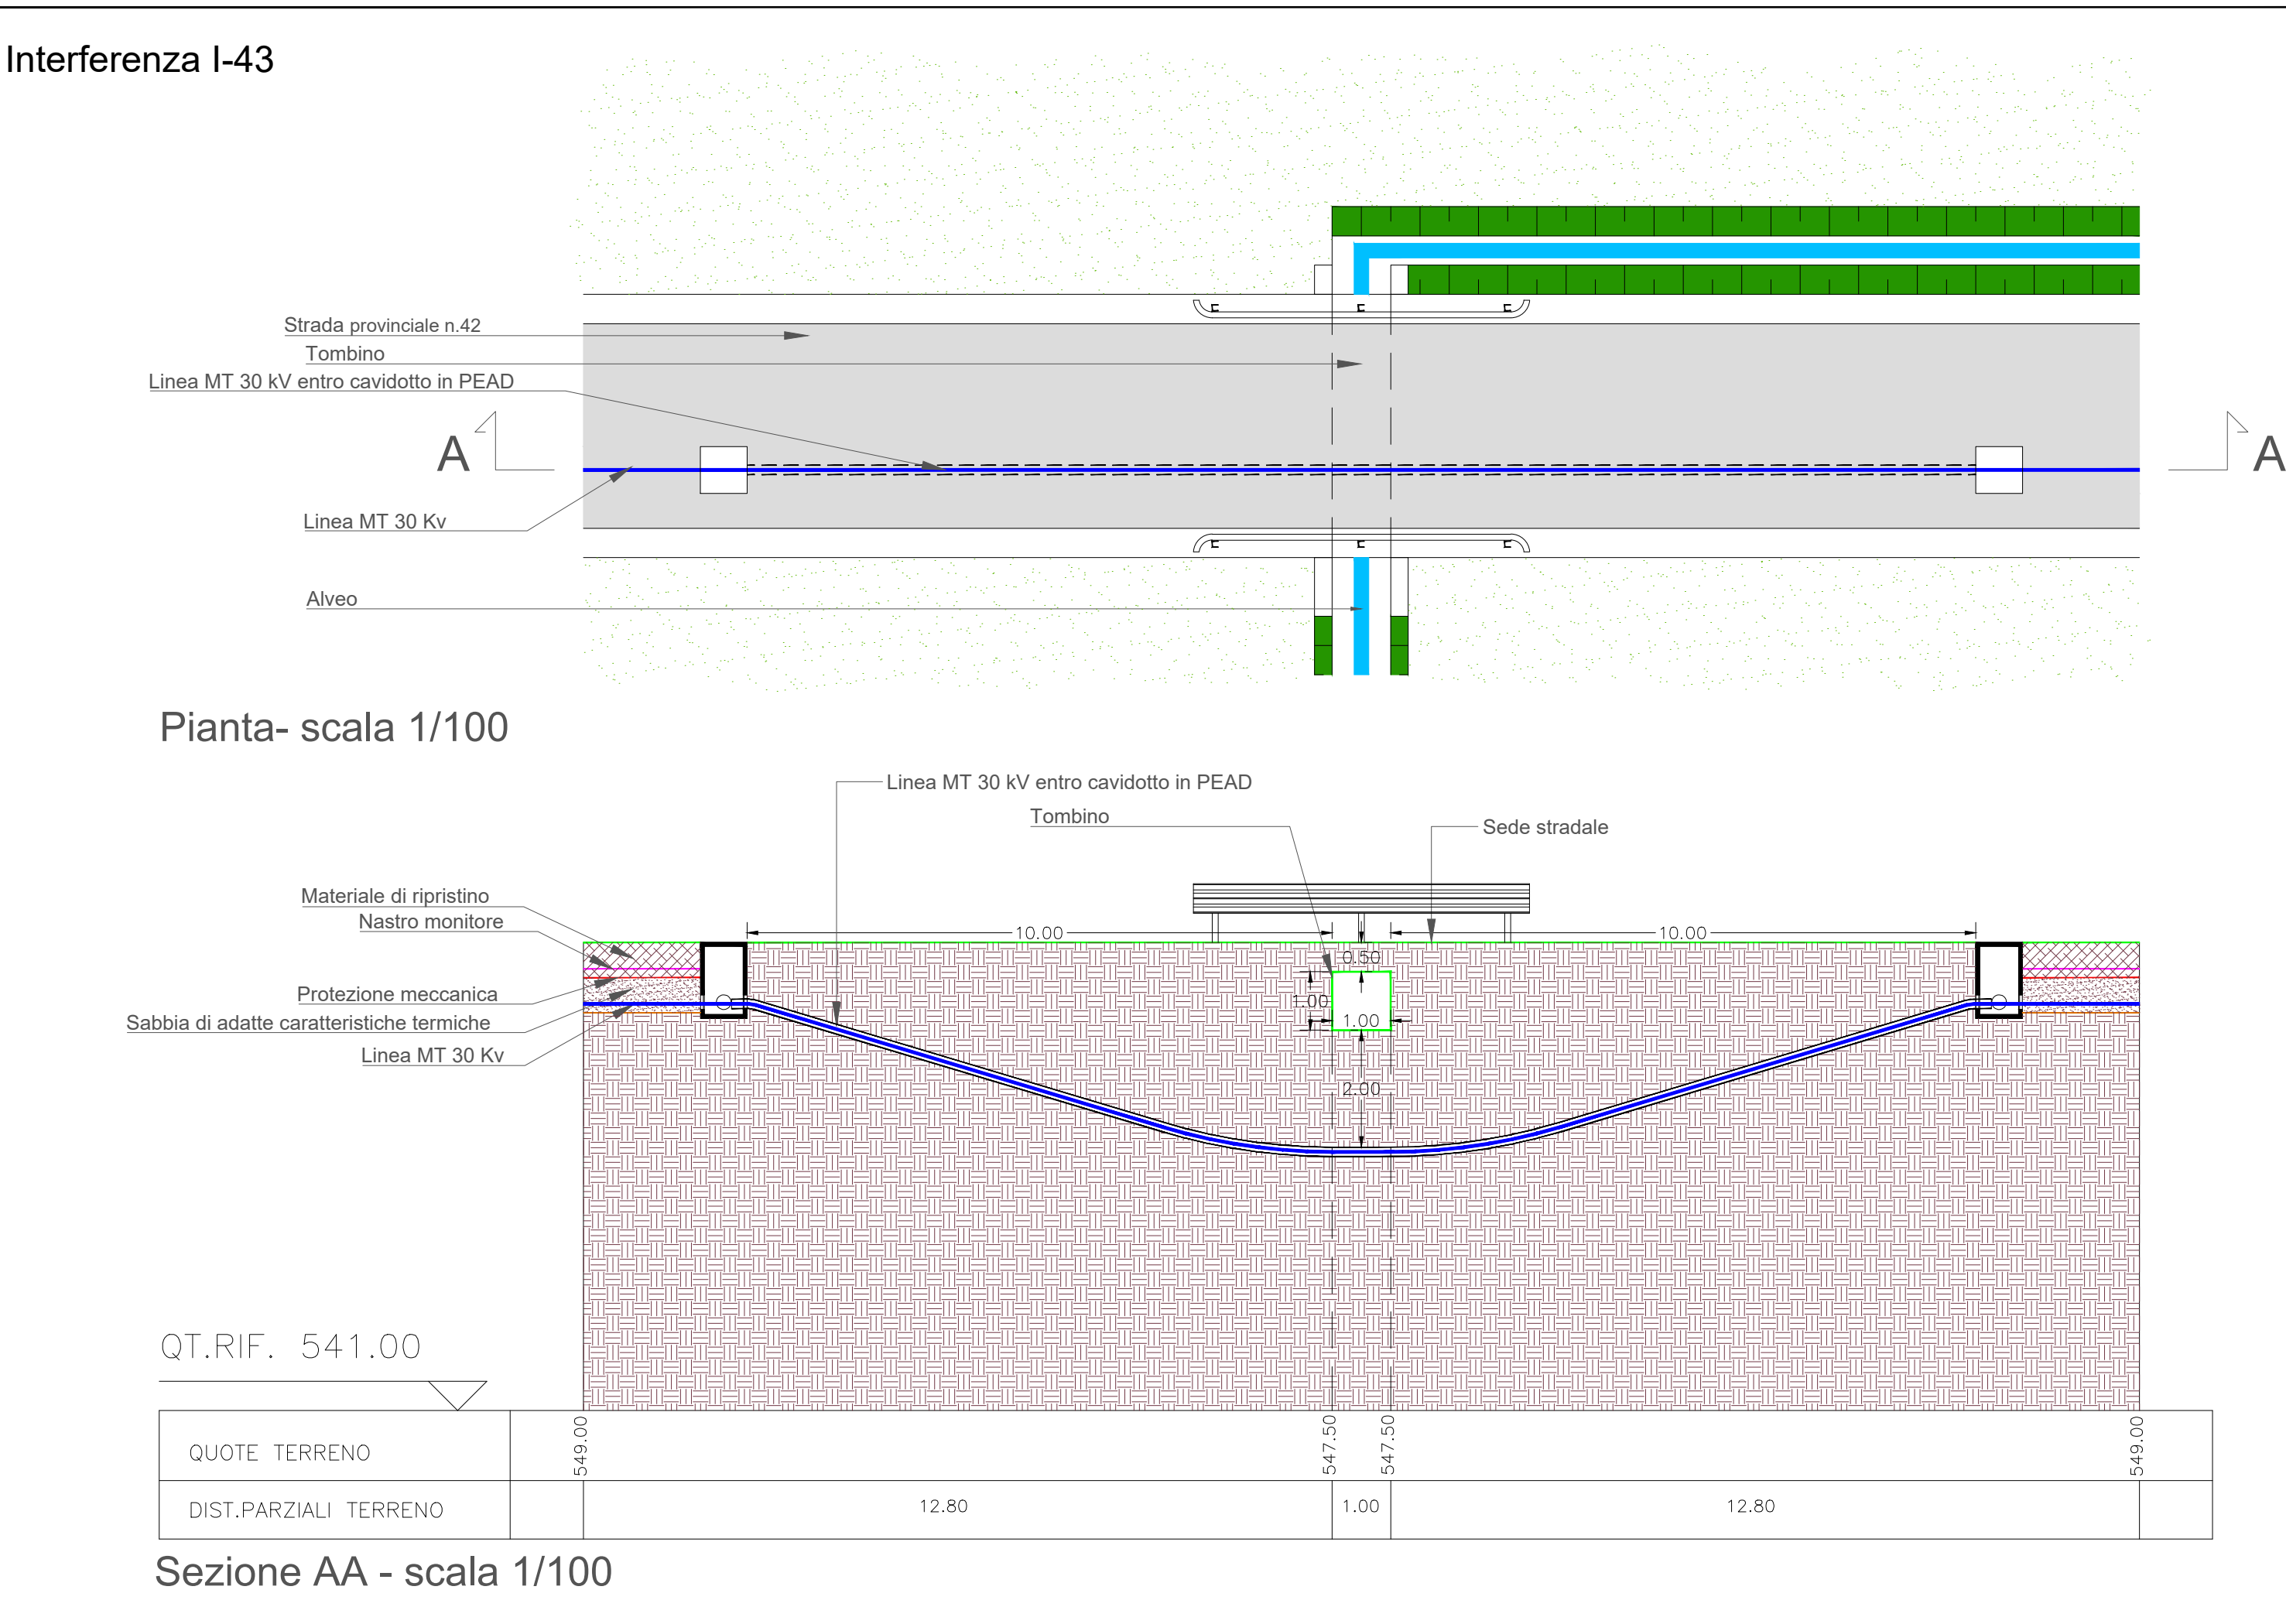 Interferenza I-43
Strada provinciale n.42
Tombino
Linea MT 30 kV entro cavidotto in PEAD
A
A
Linea MT 30 Kv
Alveo
Pianta- scala 1/100
Linea MT 30 kV entro cavidotto in PEAD
Tombino
Sede stradale
Materiale di ripristino
Nastro monitore
10.00
10.00
0.50
Protezione meccanica
1.00
Sabbia di adatte caratteristiche termiche
1.00
Linea MT 30 Kv
2.00
QT.RIF. 541.00
QUOTE TERRENO
549.00
547.50
547.50
549.00
DIST.PARZIALI TERRENO
12.80
1.00
12.80
Sezione AA - scala 1/100